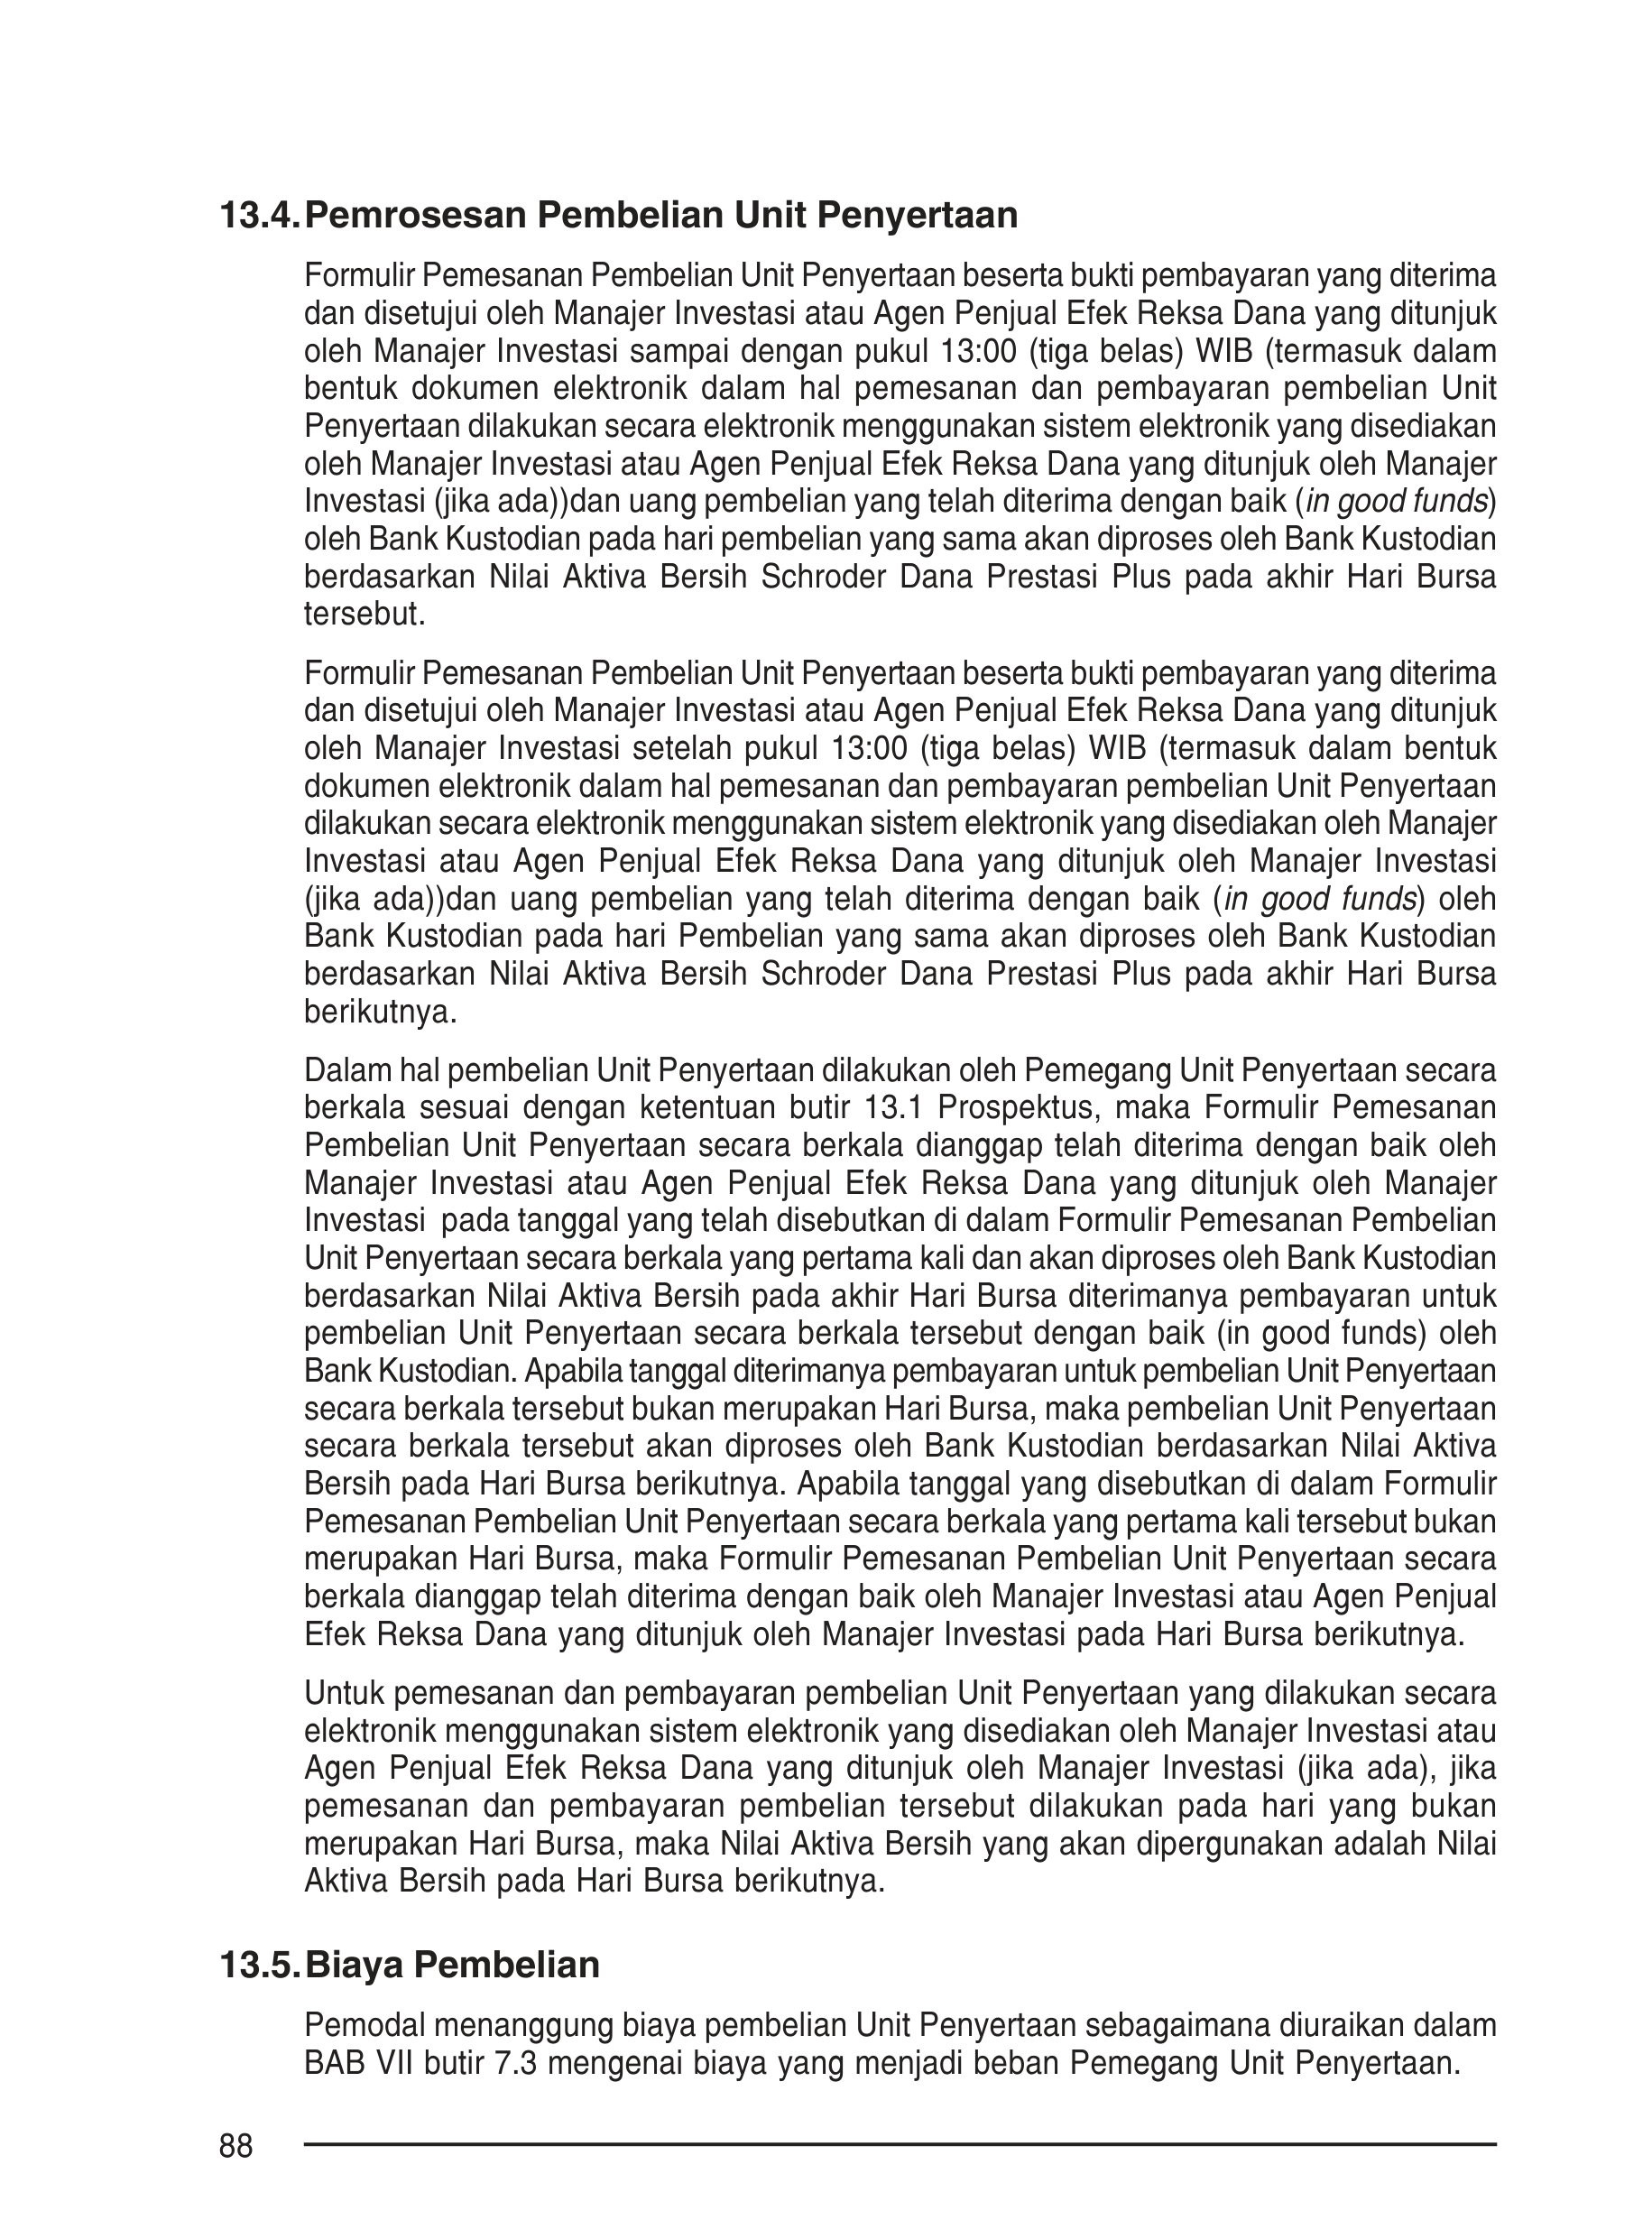 13.4. Pemrosesan Pembelian Unit Penyertaan
Formulir Pemesanan Pembelian Unit Penyertaan beserta bukti pembayaran yang diterima
dan disetujui oleh Manajer Investasi atau Agen Penjual Efek Reksa Dana yang ditunjuk
oleh Manajer Investasi sampai dengan pukul 13:00 (tiga belas) WIB (termasuk dalam
bentuk dokumen elektronik dalam hal pemesanan dan pembayaran pembelian Unit
Penyertaan dilakukan secara elektronik menggunakan sistem elektronik yang disediakan
oleh Manajer Investasi atau Agen Penjual Efek Reksa Dana yang ditunjuk oleh Manajer
Investasi (jika ada))dan uang pembelian yang telah diterima dengan baik (in good funds)
oleh Bank Kustodian pada hari pembelian yang sama akan diproses oleh Bank Kustodian
berdasarkan Nilai Aktiva Bersih Schroder Dana Prestasi Plus pada akhir Hari Bursa
tersebut.
Formulir Pemesanan Pembelian Unit Penyertaan beserta bukti pembayaran yang diterima
dan disetujui oleh Manajer Investasi atau Agen Penjual Efek Reksa Dana yang ditunjuk
oleh Manajer Investasi setelah pukul 13:00 (tiga belas) WIB (termasuk dalam bentuk
dokumen elektronik dalam hal pemesanan dan pembayaran pembelian Unit Penyertaan
dilakukan secara elektronik menggunakan sistem elektronik yang disediakan oleh Manajer
Investasi atau Agen Penjual Efek Reksa Dana yang ditunjuk oleh Manajer Investasi
(jika ada))dan uang pembelian yang telah diterima dengan baik (in good funds) oleh
Bank Kustodian pada hari Pembelian yang sama akan diproses oleh Bank Kustodian
berdasarkan Nilai Aktiva Bersih Schroder Dana Prestasi Plus pada akhir Hari Bursa
berikutnya.
Dalam hal pembelian Unit Penyertaan dilakukan oleh Pemegang Unit Penyertaan secara
berkala sesuai dengan ketentuan butir 13.1 Prospektus, maka Formulir Pemesanan
Pembelian Unit Penyertaan secara berkala dianggap telah diterima dengan baik oleh
Manajer Investasi atau Agen Penjual Efek Reksa Dana yang ditunjuk oleh Manajer
Investasi pada tanggal yang telah disebutkan di dalam Formulir Pemesanan Pembelian
Unit Penyertaan secara berkala yang pertama kali dan akan diproses oleh Bank Kustodian
berdasarkan Nilai Aktiva Bersih pada akhir Hari Bursa diterimanya pembayaran untuk
pembelian Unit Penyertaan secara berkala tersebut dengan baik (in good funds) oleh
Bank Kustodian. Apabila tanggal diterimanya pembayaran untuk pembelian Unit Penyertaan
secara berkala tersebut bukan merupakan Hari Bursa, maka pembelian Unit Penyertaan
secara berkala tersebut akan diproses oleh Bank Kustodian berdasarkan Nilai Aktiva
Bersih pada Hari Bursa berikutnya. Apabila tanggal yang disebutkan di dalam Formulir
Pemesanan Pembelian Unit Penyertaan secara berkala yang pertama kali tersebut bukan
merupakan Hari Bursa, maka Formulir Pemesanan Pembelian Unit Penyertaan secara
berkala dianggap telah diterima dengan baik oleh Manajer Investasi atau Agen Penjual
Efek Reksa Dana yang ditunjuk oleh Manajer Investasi pada Hari Bursa berikutnya.
Untuk pemesanan dan pembayaran pembelian Unit Penyertaan yang dilakukan secara
elektronik menggunakan sistem elektronik yang disediakan oleh Manajer Investasi atau
Agen Penjual Efek Reksa Dana yang ditunjuk oleh Manajer Investasi (jika ada), jika
pemesanan dan pembayaran pembelian tersebut dilakukan pada hari yang bukan
merupakan Hari Bursa, maka Nilai Aktiva Bersih yang akan dipergunakan adalah Nilai
Aktiva Bersih pada Hari Bursa berikutnya.
13.5. Biaya Pembelian
Pemodal menanggung biaya pembelian Unit Penyertaan sebagaimana diuraikan dalam
BAB VII butir 7.3 mengenai biaya yang menjadi beban Pemegang Unit Penyertaan.
88